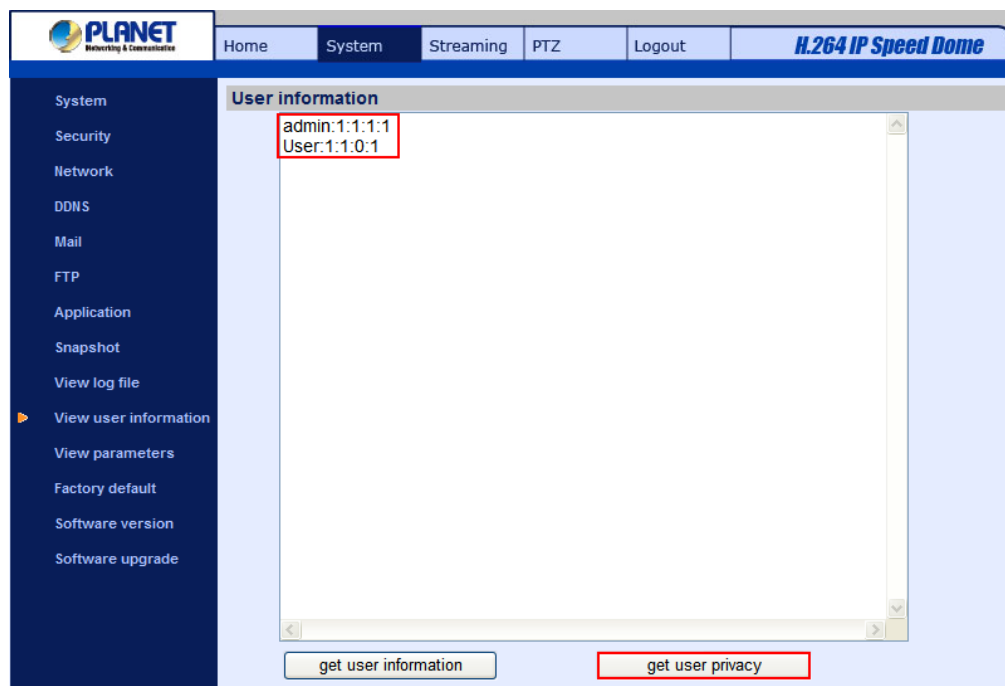 PLANET
Networking & Communication
Home System Streaming PTZ Logout H.264 IP Speed Dome
System
Security
Network
DDNS
Mail
FTP
Application
Snapshot
View log file
View user information
View parameters
Factory default
Software version
Software upgrade
User information
admin:1:1:1:1
User:1:1:0:1
get user information get user privacy